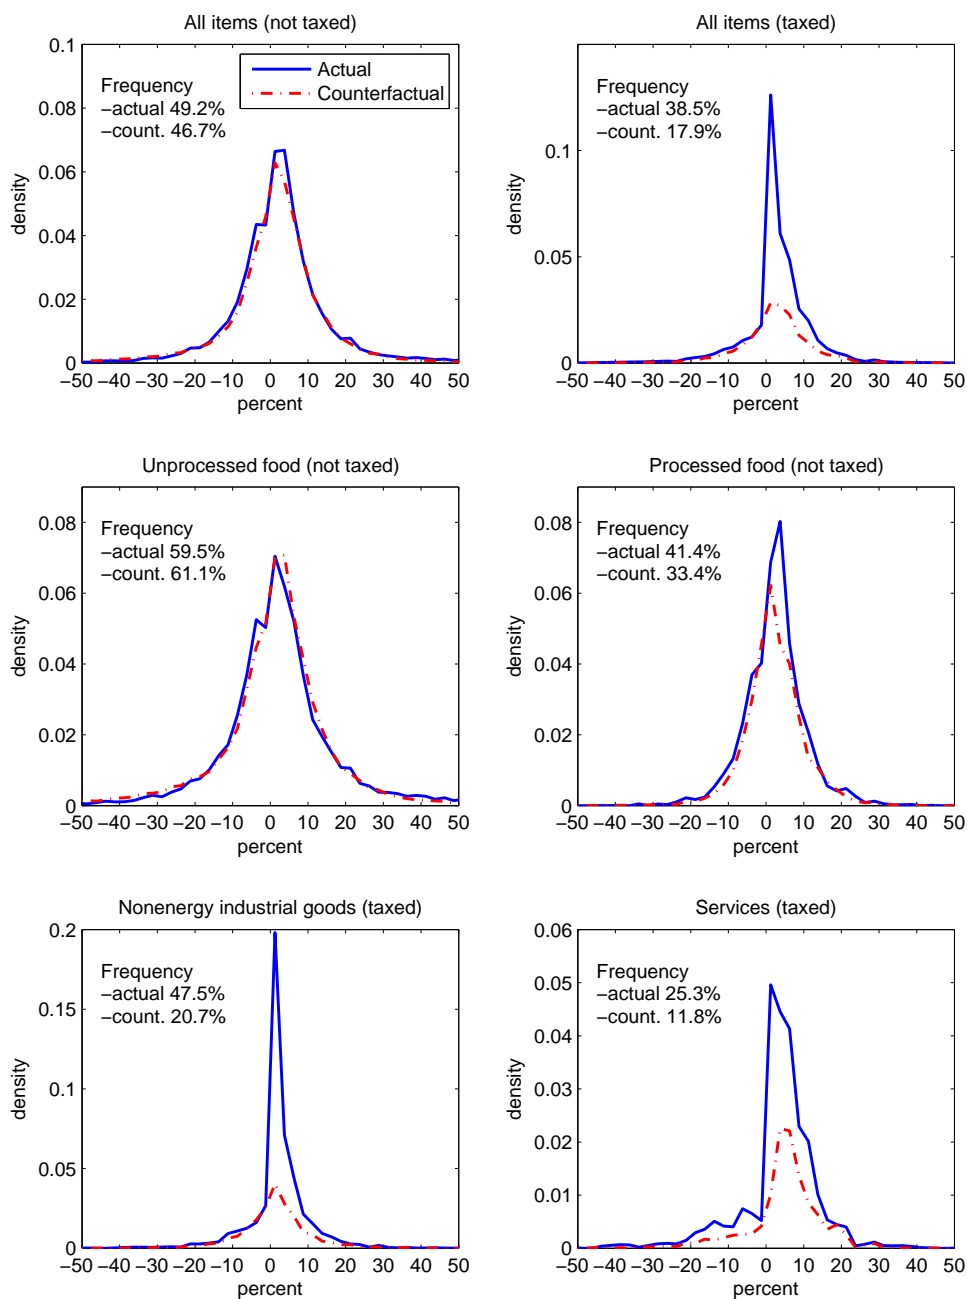 All items (not taxed)
0.1
0.08
0.06
0.04
0.02
0
density
Frequency
−actual 49.2%
−count. 46.7%
Actual
Counterfactual
−50 −40 −30 −20 −10 0 10 20 30 40 50
percent
All items (taxed)
0.1
0.05
0
density
Frequency
−actual 38.5%
−count. 17.9%
−50 −40 −30 −20 −10 0 10 20 30 40 50
percent
Unprocessed food (not taxed)
0.08
0.06
0.04
0.02
0
density
Frequency
−actual 59.5%
−count. 61.1%
−50 −40 −30 −20 −10 0 10 20 30 40 50
percent
Processed food (not taxed)
0.08
0.06
0.04
0.02
0
density
Frequency
−actual 41.4%
−count. 33.4%
−50 −40 −30 −20 −10 0 10 20 30 40 50
percent
Nonenergy industrial goods (taxed)
0.2
0.15
0.1
0.05
0
density
Frequency
−actual 47.5%
−count. 20.7%
−50 −40 −30 −20 −10 0 10 20 30 40 50
percent
Services (taxed)
0.06
0.05
0.04
0.03
0.02
0.01
0
density
Frequency
−actual 25.3%
−count. 11.8%
−50 −40 −30 −20 −10 0 10 20 30 40 50
percent